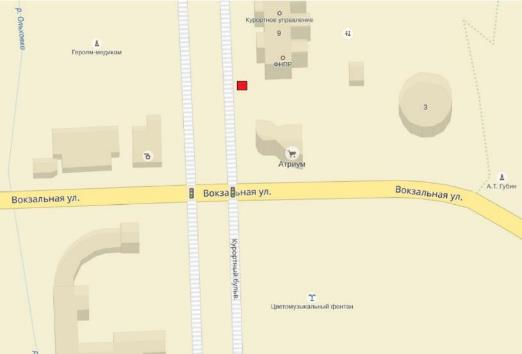 р. Ольховка
Курортное управление
9
Героям-медикам
ФНПР
3
Атриум
А.Т. Губин
Вокзальная ул.
Вокзальная ул.
Вокзальная ул.
Курортный бульв.
Цветомузыкальный фонтан